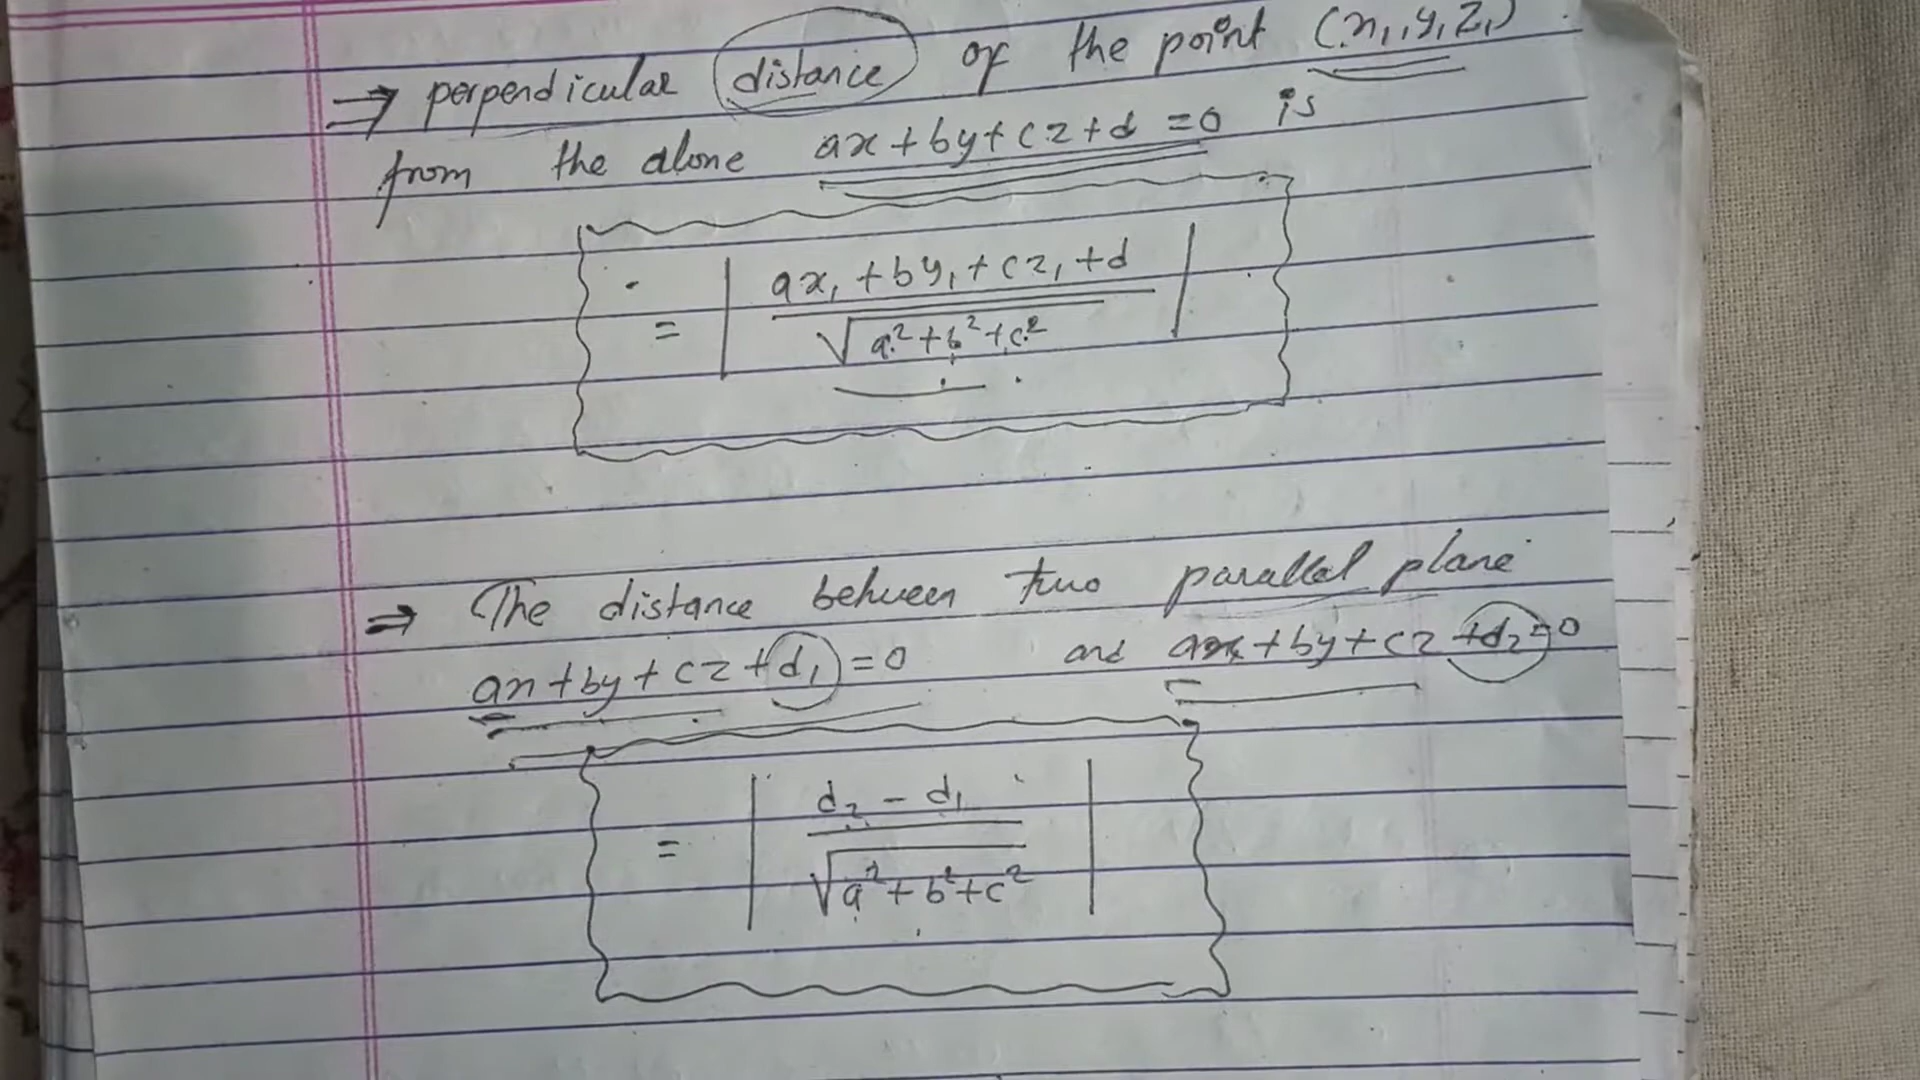 ⇒ perpendicular distance of the point (x₁, y₁ z₁)
from the alone ax + by + cz + d = 0 is
= | ax₁ + by₁ + cz₁ + d / √a² + b² + c² |
⇒ The distance between two parallel plane
ax + by + cz + d₁ = 0 and ax + by + cz + d₂ = 0
= | d₂ - d₁ / √a² + b² + c² |